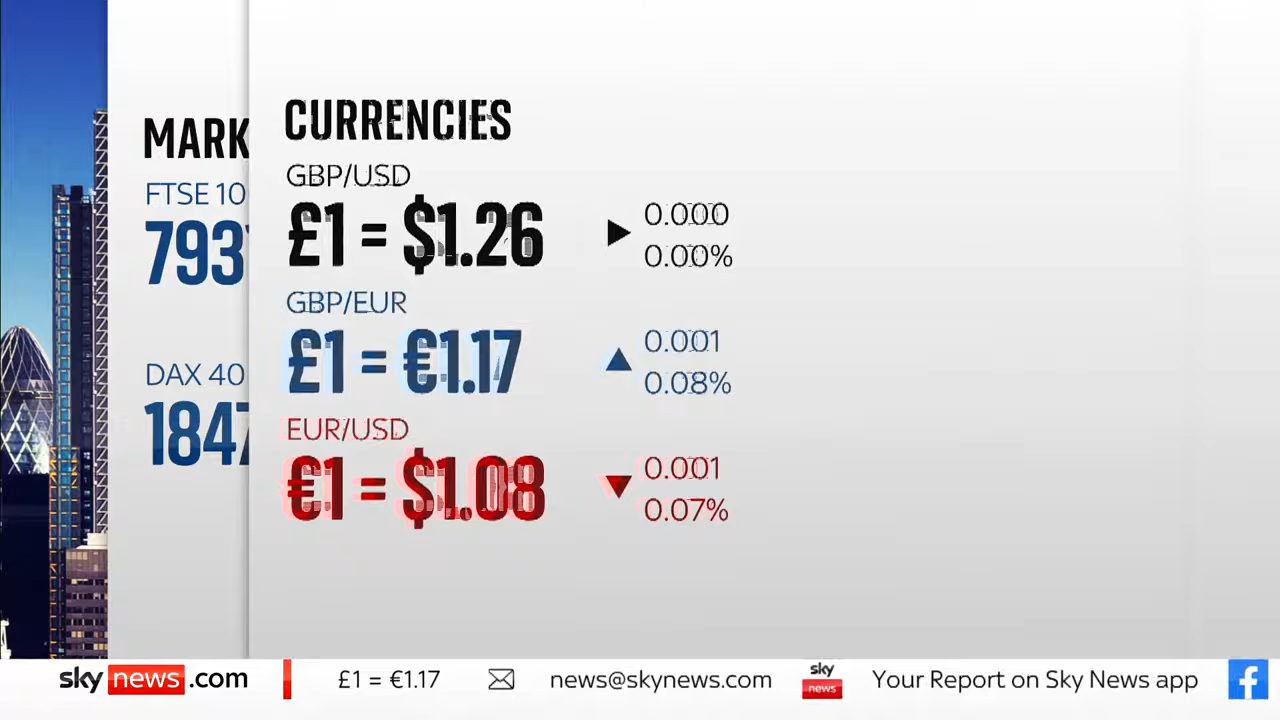 MARK
FTSE 10
793
DAX 40
1847
CURRENCIES
GBP/USD
£1 = $1.26
0.000
0.00%
GBP/EUR
£1 = €1.17
0.001
0.08%
EUR/USD
€1 = $1.08
0.001
0.07%
sky news .com
£1 = €1.17
news@skynews.com
sky news
Your Report on Sky News app